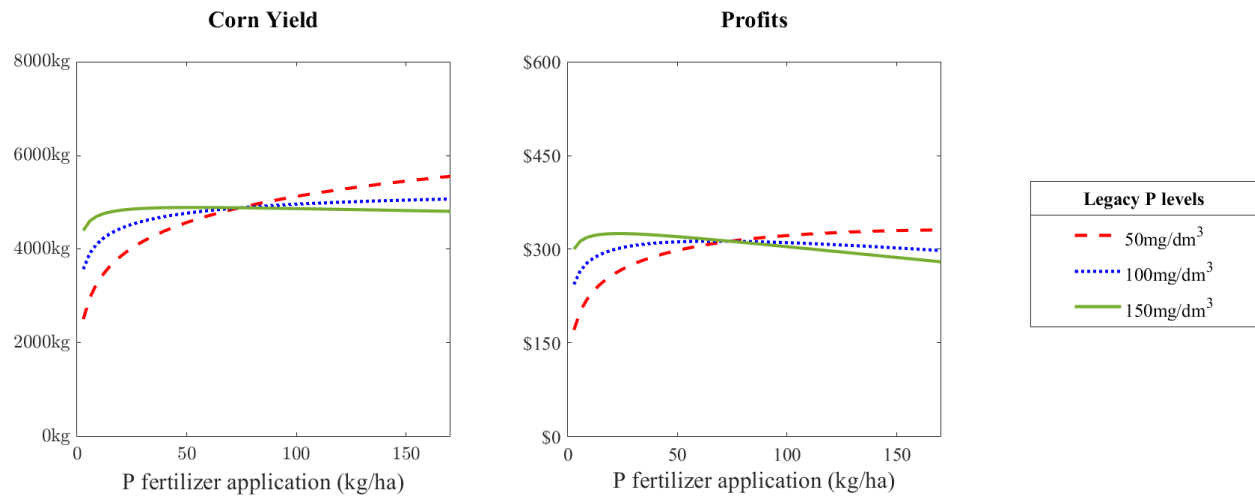 Corn Yield
8000kg
6000kg
4000kg
2000kg
0kg
0
50
100
150
P fertilizer application (kg/ha)
Profits
$600
$450
$300
$150
$0
0
50
100
150
P fertilizer application (kg/ha)
Legacy P levels
50mg/dm³
100mg/dm³
150mg/dm³